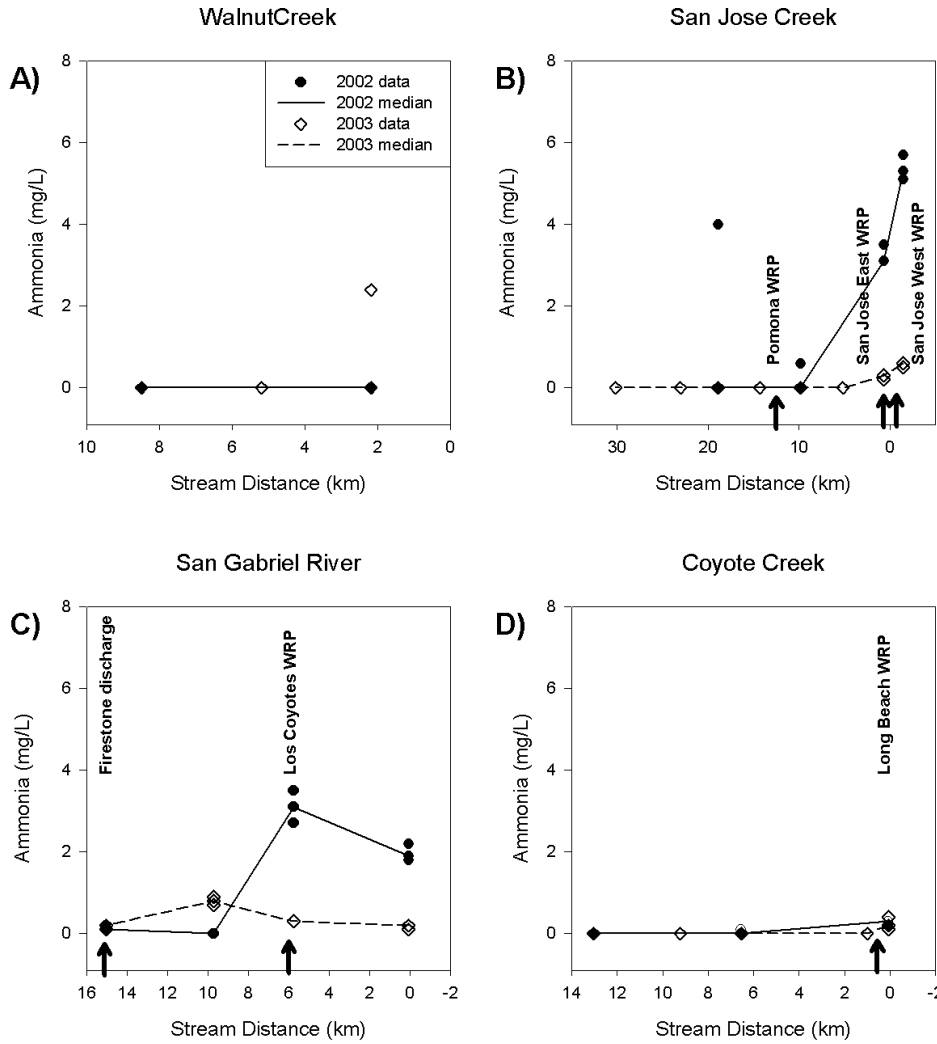 WalnutCreek
A)
8
6
4
2
0
Ammonia (mg/L)
2002 data
2002 median
2003 data
2003 median
10 8 6 4 2 0
Stream Distance (km)
San Jose Creek
B)
8
6
4
2
0
Ammonia (mg/L)
Pomona WRP
San Jose East WRP
San Jose West WRP
30 20 10 0
Stream Distance (km)
San Gabriel River
C)
8
6
4
2
0
Ammonia (mg/L)
Firestone discharge
Los Coyotes WRP
16 14 12 10 8 6 4 2 0 -2
Stream Distance (km)
Coyote Creek
D)
8
6
4
2
0
Ammonia (mg/L)
Long Beach WRP
14 12 10 8 6 4 2 0 -2
Stream Distance (km)